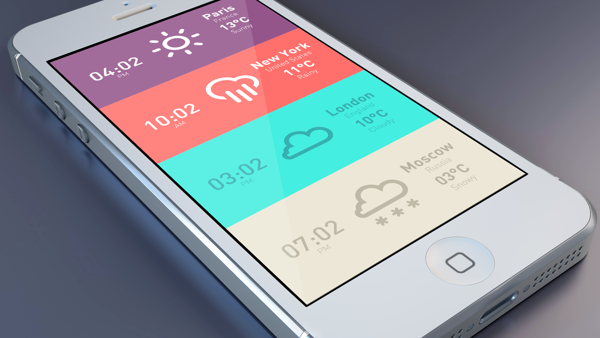 04:02
PM
Paris
France
13°C
Sunny
10:02
AM
New York
United States
11°C
Rainy
03:02
PM
London
England
10°C
Cloudy
07:02
PM
Moscow
Russia
03°C
Snowy